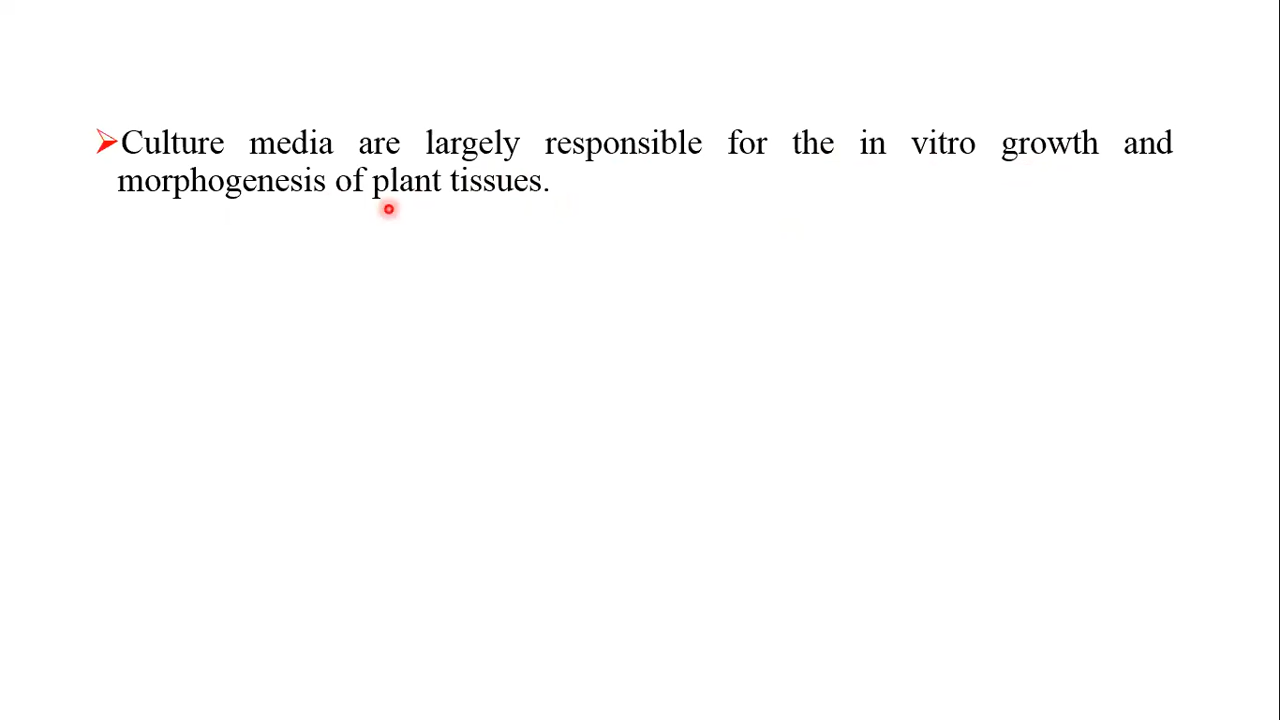 ➢Culture media are largely responsible for the in vitro growth and
morphogenesis of plant tissues.